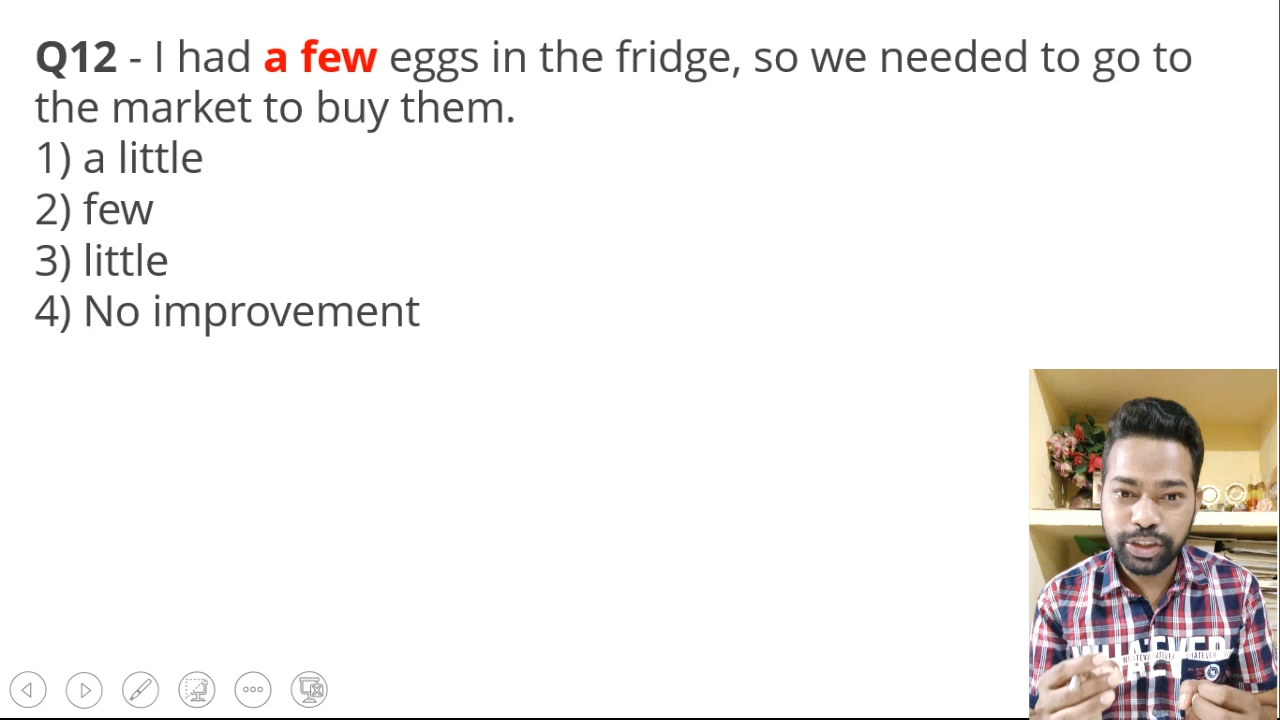 Q12 - I had a few eggs in the fridge, so we needed to go to
the market to buy them.
1) a little
2) few
3) little
4) No improvement
WHATEVER